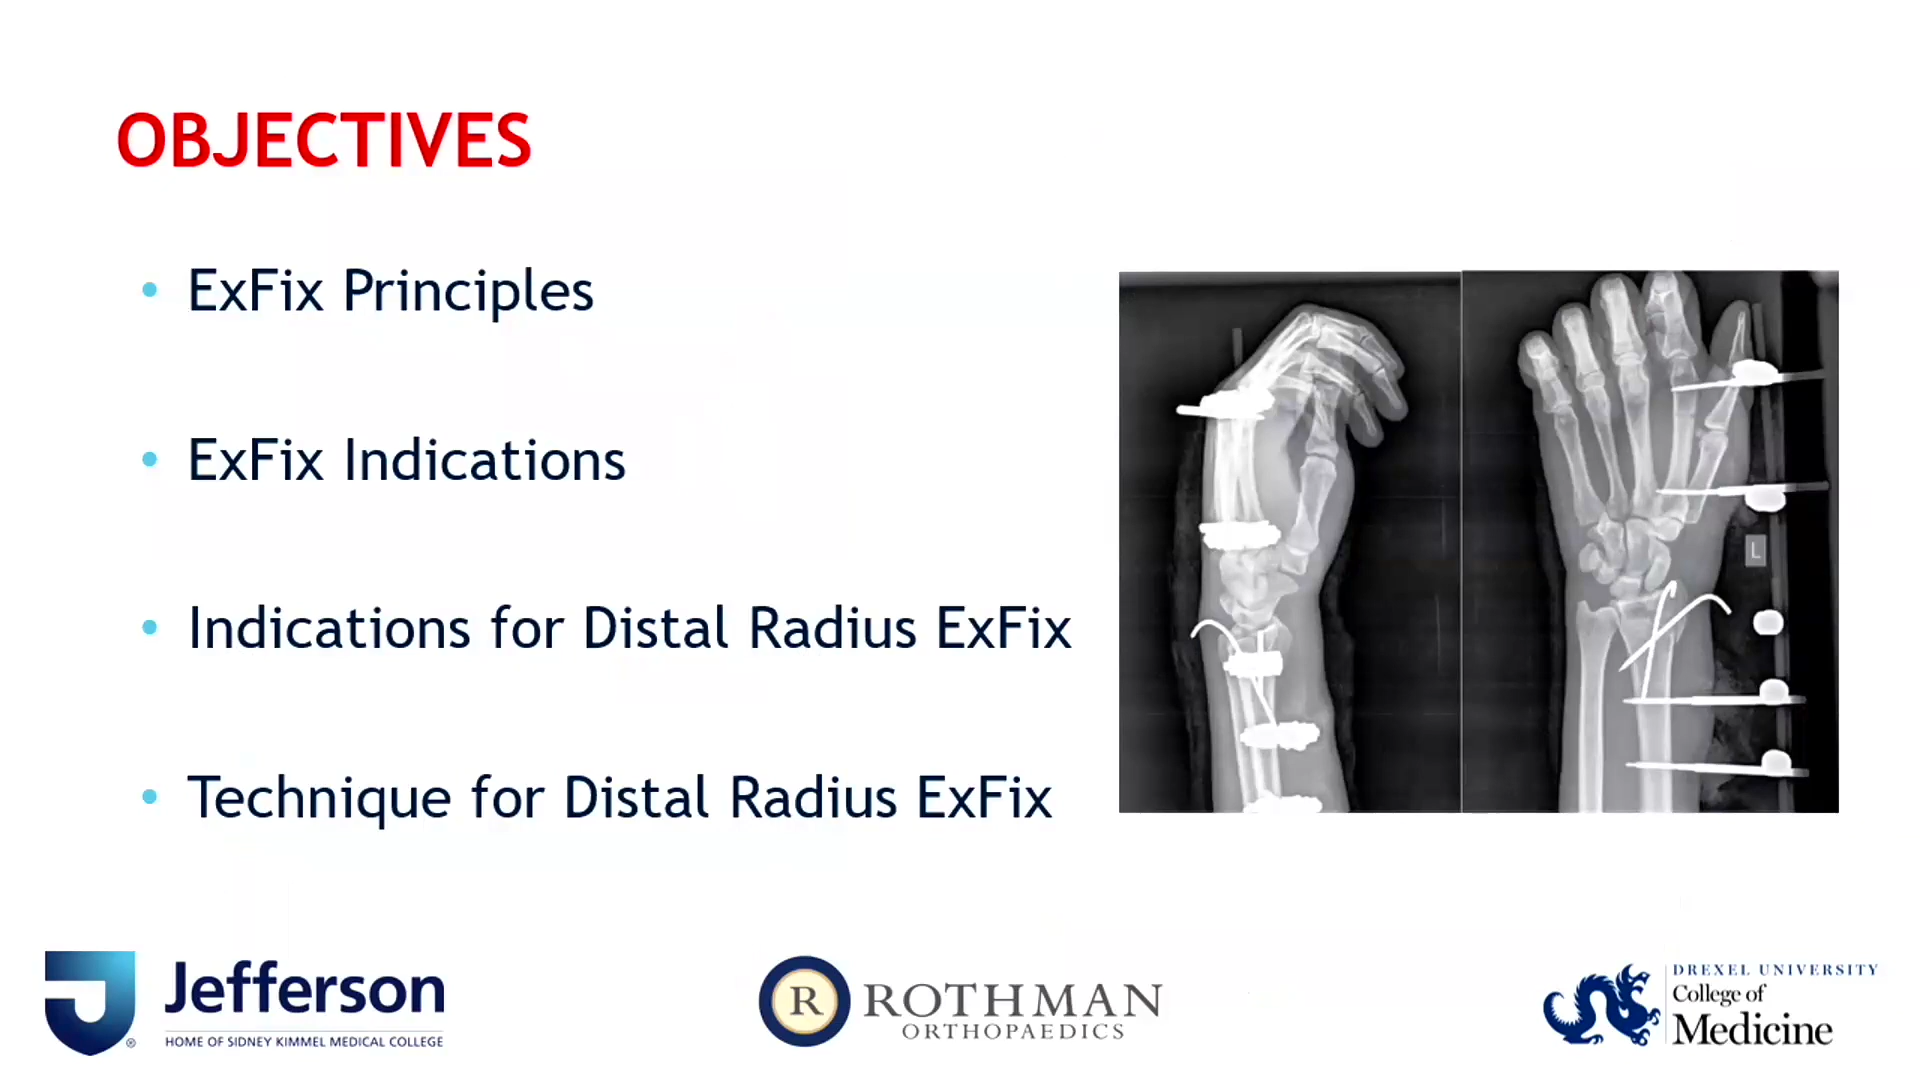 OBJECTIVES
• ExFix Principles
• ExFix Indications
• Indications for Distal Radius ExFix
• Technique for Distal Radius ExFix
L
Jefferson
®
HOME OF SIDNEY KIMMEL MEDICAL COLLEGE
R
ROTHMAN
ORTHOPAEDICS
DREXEL UNIVERSITY
College of
Medicine